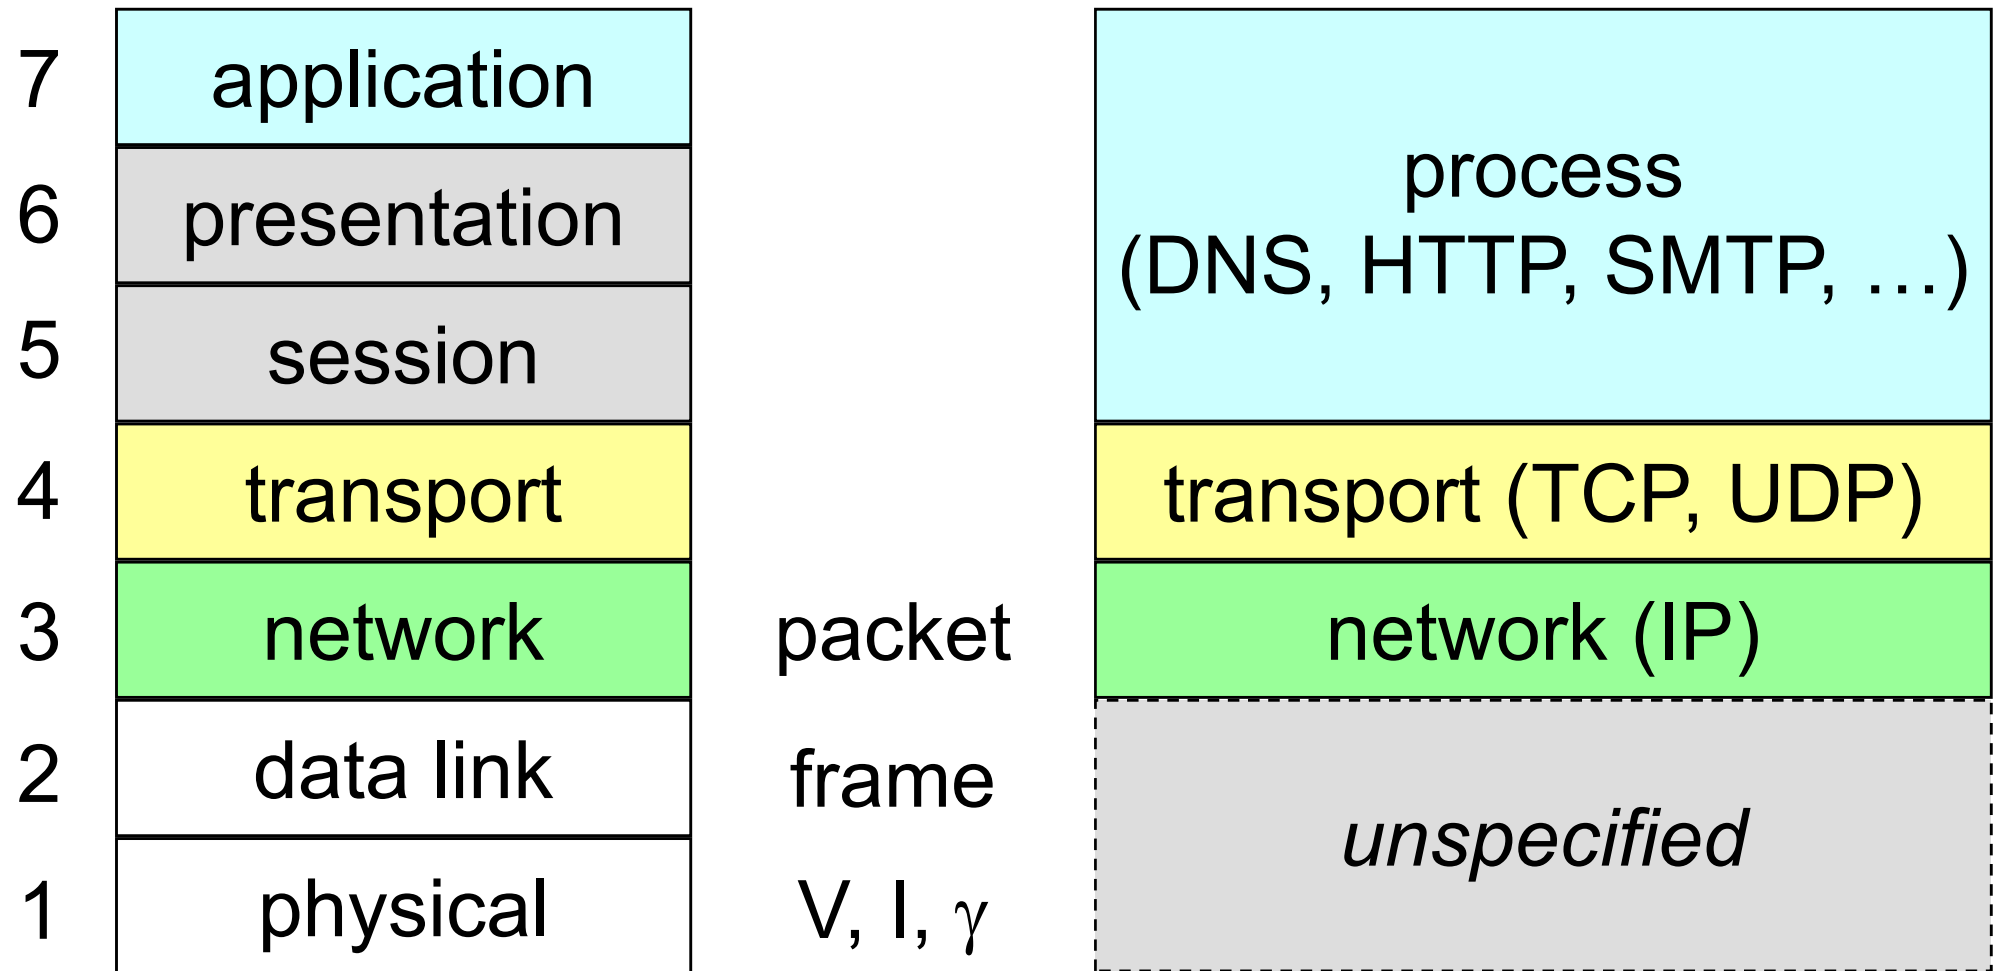 7 application
6 presentation
5 session
4 transport
3 network
2 data link
1 physical
packet
frame
V, I, γ
process
(DNS, HTTP, SMTP, …)
transport (TCP, UDP)
network (IP)
unspecified